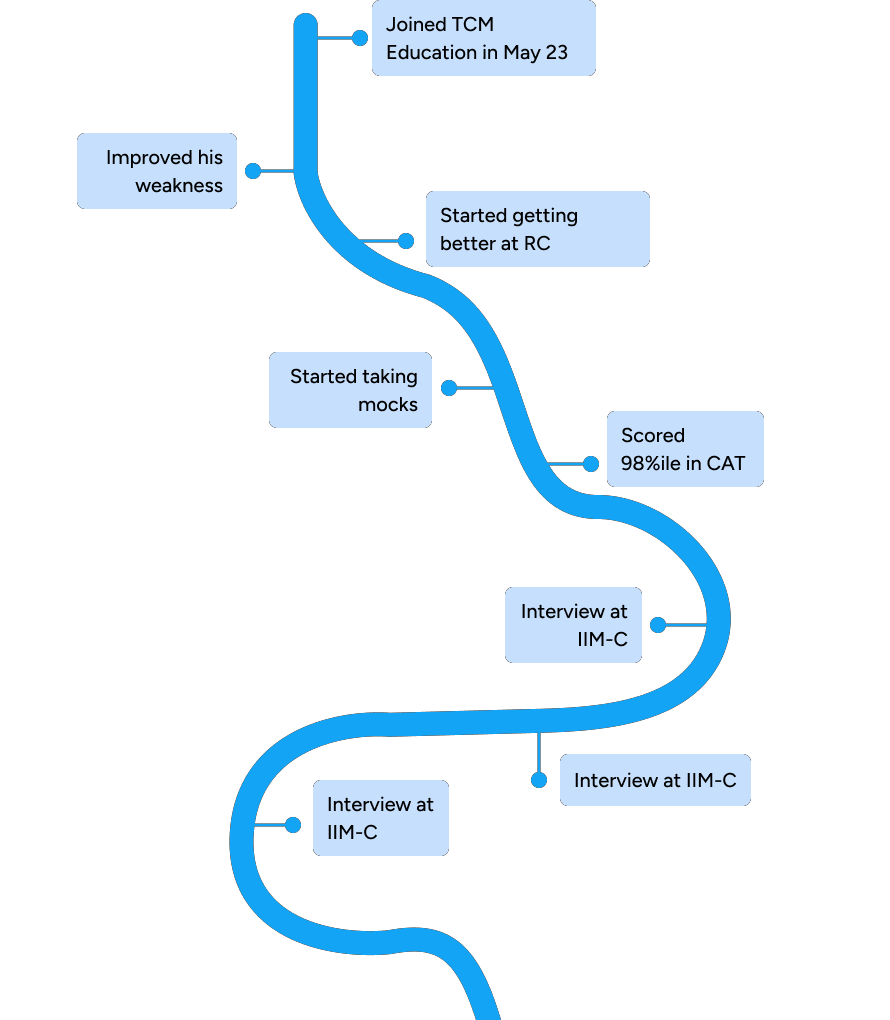 Joined TCM
Education in May 23
Improved his
weakness
Started getting
better at RC
Started taking
mocks
Scored
98%ile in CAT
Interview at
IIM-C
Interview at IIM-C
Interview at
IIM-C